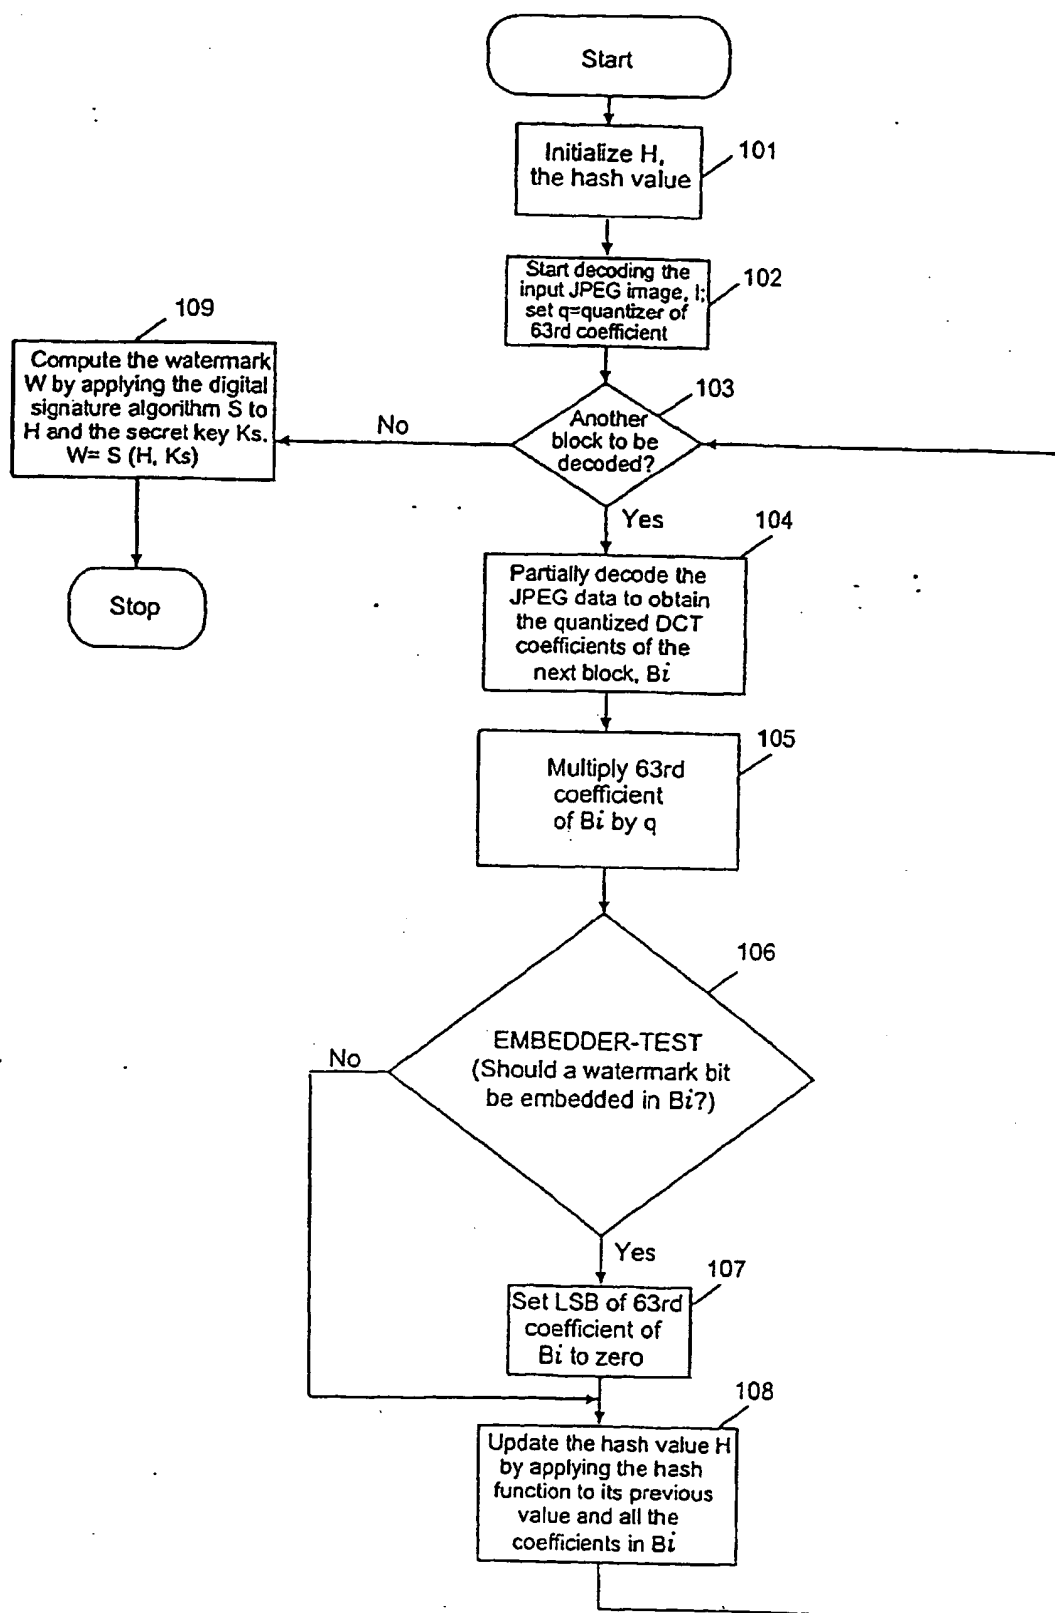 Start
Initialize H,
the hash value
101
Start decoding the
input JPEG image, I;
set q=quantizer of
63rd coefficient
102
109
Compute the watermark
W by applying the digital
signature algorithm S to
H and the secret key Ks.
W= S (H, Ks)
No
103
Another
block to be
decoded?
Yes
Stop
104
Partially decode the
JPEG data to obtain
the quantized DCT
coefficients of the
next block, Bi
105
Multiply 63rd
coefficient
of Bi by q
106
EMBEDDER-TEST
(Should a watermark bit
be embedded in Bi?)
No
Yes
107
Set LSB of 63rd
coefficient of
Bi to zero
108
Update the hash value H
by applying the hash
function to its previous
value and all the
coefficients in Bi